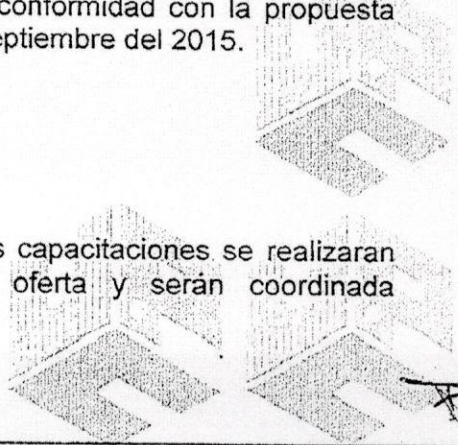 conformidad con la propuesta
eptiembre del 2015.
s capacitaciones se realizaran
oferta y serán coordinada